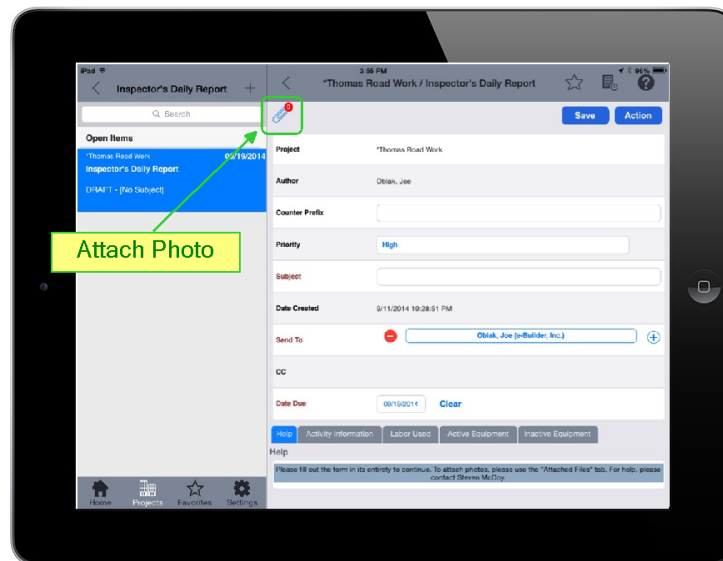 iPad
3:55 PM
96%
Inspector's Daily Report
*Thomas Road Work / Inspector's Daily Report
Search
Save
Action
Open Items
*Thomas Road Work 09/19/2014
Inspector's Daily Report
DRAFT - [No Subject]
Attach Photo
Project *Thomas Road Work
Author Oblak, Joe
Counter Prefix
Priority High
Subject
Date Created 9/11/2014 10:28:51 PM
Send To Oblak, Joe (e-Builder, Inc.)
CC
Date Due 09/19/2014 Clear
Help Activity Information Labor Used Active Equipment Inactive Equipment
Help
Please fill out the form in its entirety to continue. To attach photos, please use the "Attached Files" tab. For help, please
contact Steven McCoy.
Home Projects Favorites Settings